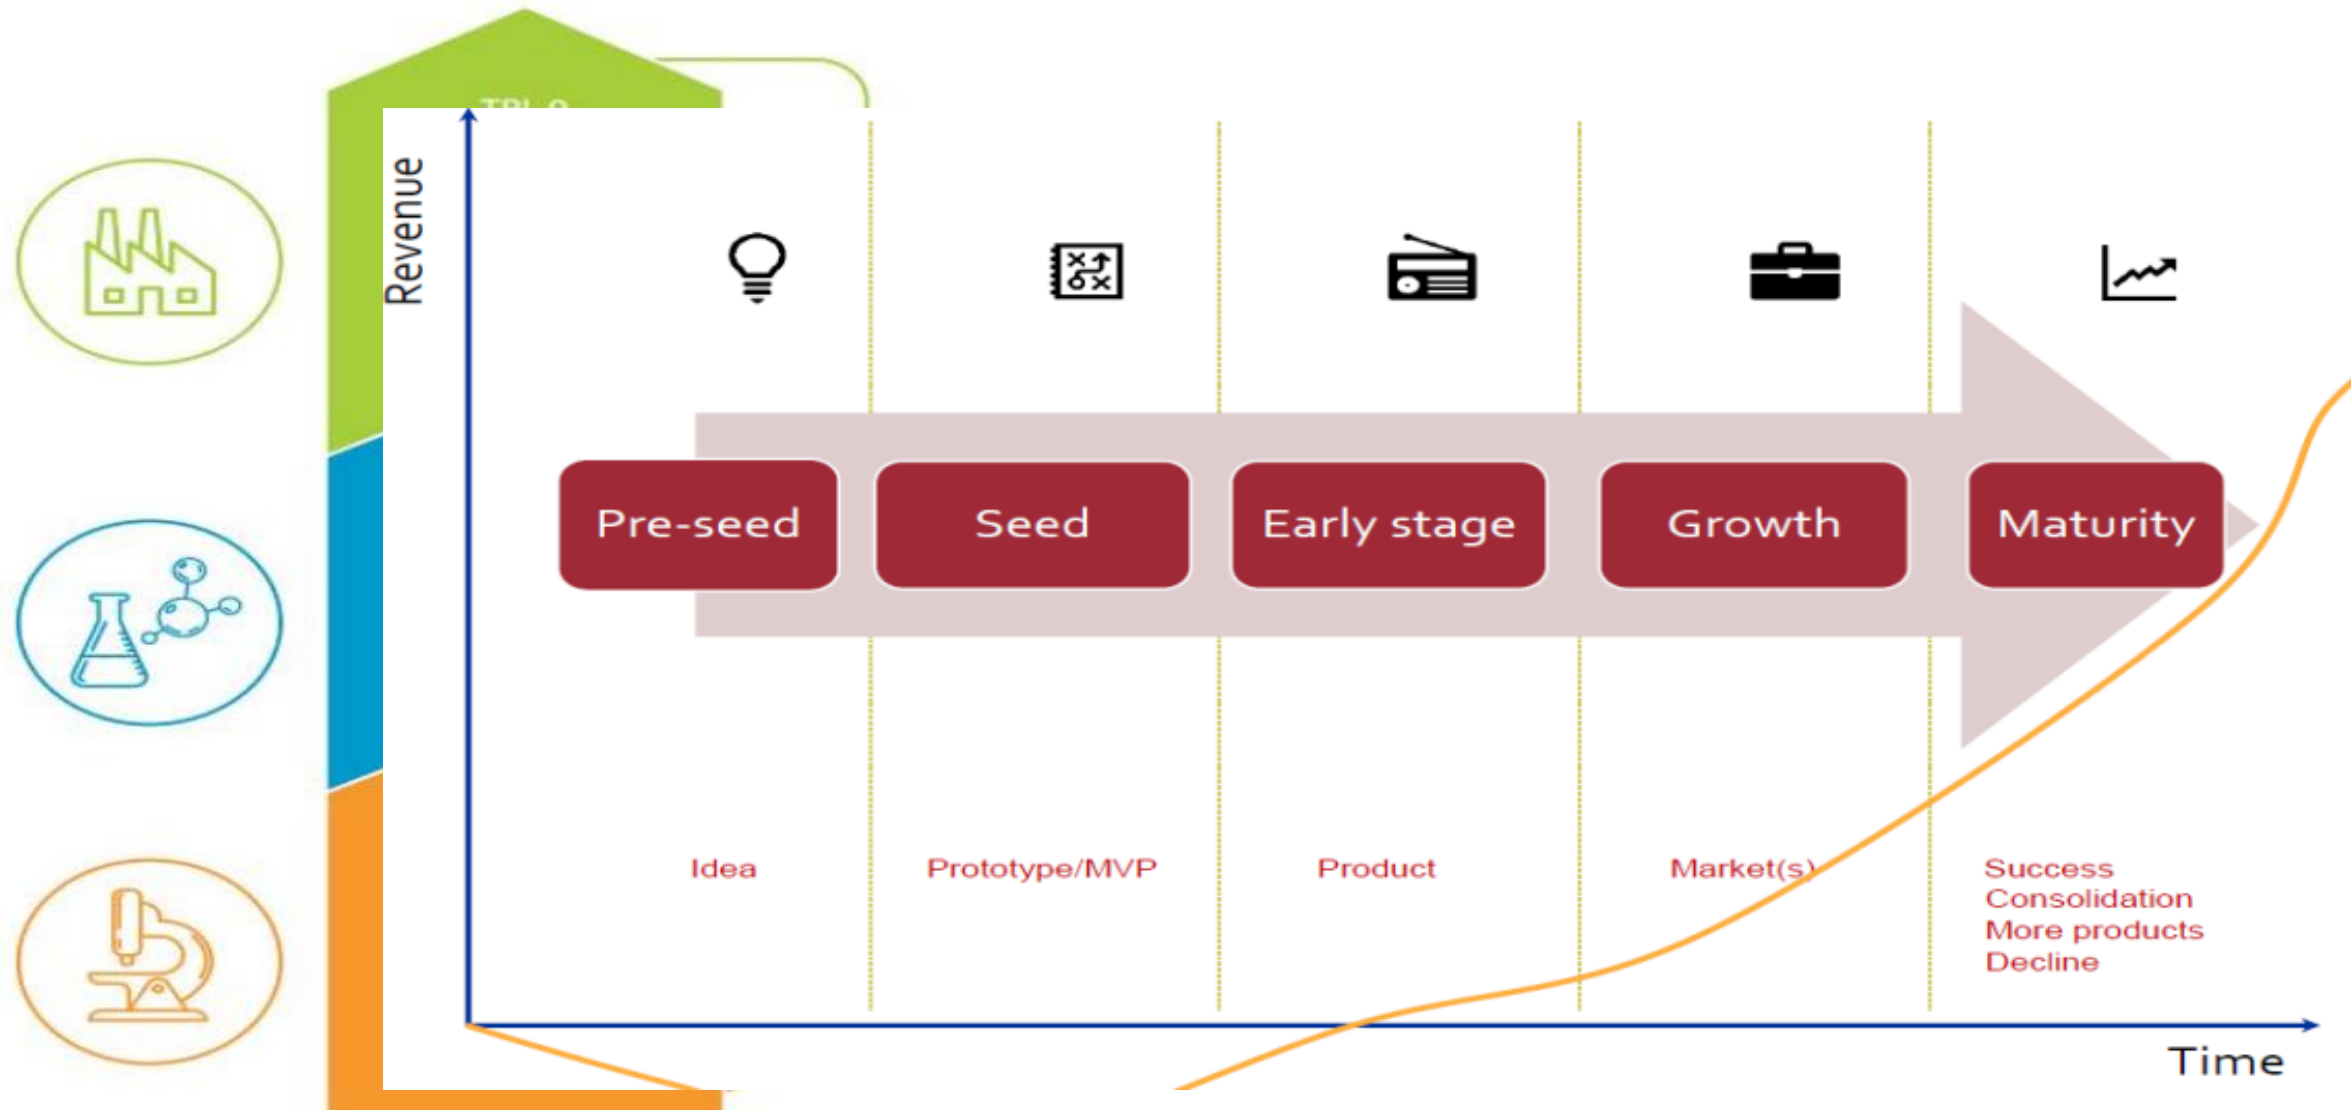 Revenue
Pre-seed
Seed
Early stage
Growth
Maturity
Idea
Prototype/MVP
Product
Market(s)
Success
Consolidation
More products
Decline
Time